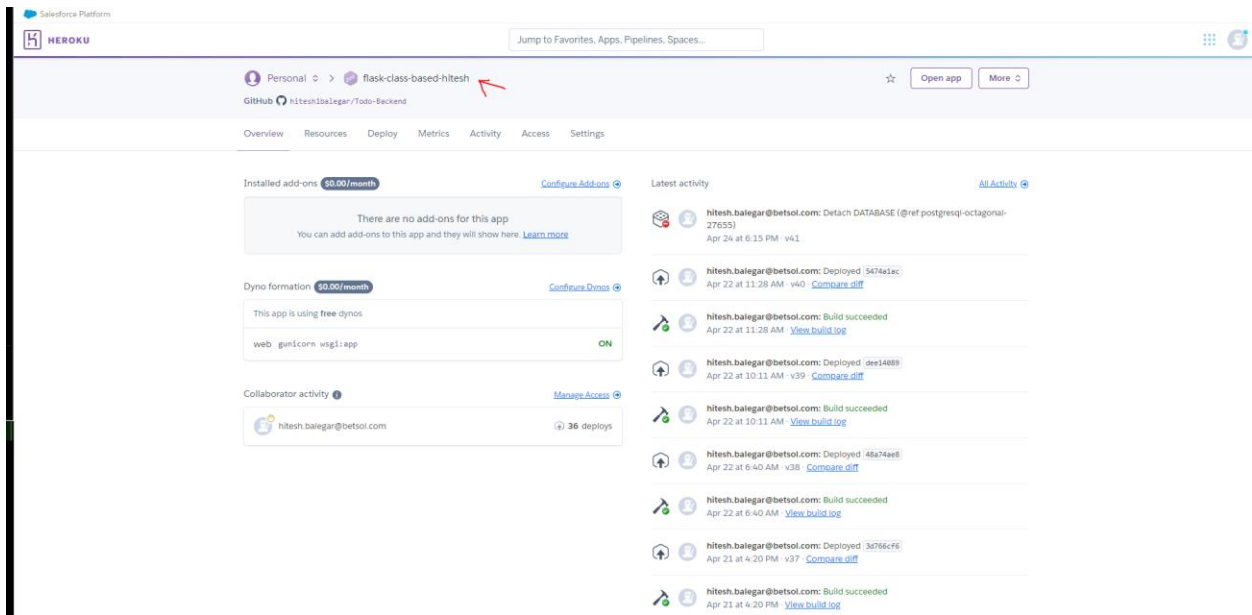 Salesforce Platform
HEROKU
Jump to Favorites, Apps, Pipelines, Spaces...
Personal > flask-class-based-hitesh
Open app
More
GitHub hitesh1balegar/Todo-Backend
Overview Resources Deploy Metrics Activity Access Settings
Installed add-ons $0.00/month
Configure Add-ons
There are no add-ons for this app
You can add add-ons to this app and they will show here. Learn more
Dyno formation $0.00/month
Configure Dynos
This app is using free dynos
web gunicorn wsgi:app
ON
Collaborator activity
Manage Access
hitesh.balegar@betsol.com
36 deploys
Latest activity
All Activity
hitesh.balegar@betsol.com: Detach DATABASE (@ref:postgresql-octagonal-
27655)
Apr 24 at 6:15 PM · v41
hitesh.balegar@betsol.com: Deployed 5474a1ac
Apr 22 at 11:28 AM · v40 · Compare diff
hitesh.balegar@betsol.com: Build succeeded
Apr 22 at 11:28 AM · View build log
hitesh.balegar@betsol.com: Deployed dee14089
Apr 22 at 10:11 AM · v39 · Compare diff
hitesh.balegar@betsol.com: Build succeeded
Apr 22 at 10:11 AM · View build log
hitesh.balegar@betsol.com: Deployed 48a74ae8
Apr 22 at 6:40 AM · v38 · Compare diff
hitesh.balegar@betsol.com: Build succeeded
Apr 22 at 6:40 AM · View build log
hitesh.balegar@betsol.com: Deployed 3d766cf6
Apr 21 at 4:20 PM · v37 · Compare diff
hitesh.balegar@betsol.com: Build succeeded
Apr 21 at 4:20 PM · View build log